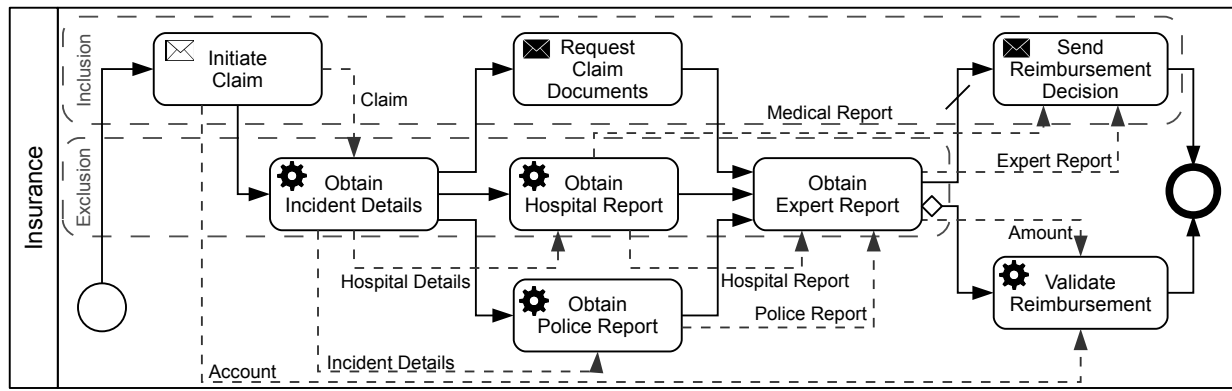 Insurance
Inclusion
Exclusion
Initiate
Claim
Claim
Request
Claim
Documents
Medical Report
Send
Reimbursement
Decision
Obtain
Incident Details
Obtain
Hospital Report
Obtain
Expert Report
Expert Report
Amount
Hospital Details
Hospital Report
Obtain
Police Report
Police Report
Validate
Reimbursement
Incident Details
Account